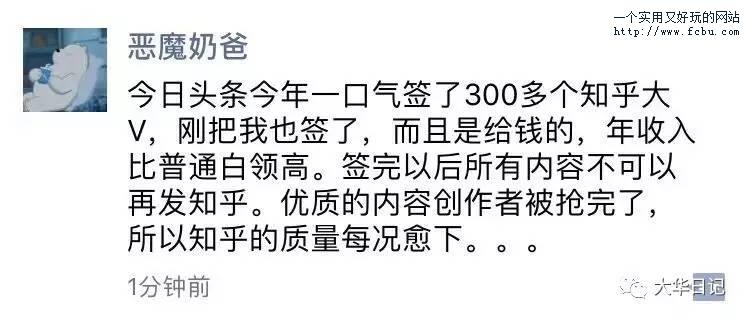 一个实用又好玩的网站
http://www.fcbu.com
恶魔奶爸
今日头条今年一口气签了300多个知乎大
V，刚把我也签了，而且是给钱的，年收入
比普通白领高。签完以后所有内容不可以
再发知乎。优质的内容创作者被抢完了，
所以知乎的质量每况愈下。。。
1分钟前
大华日记